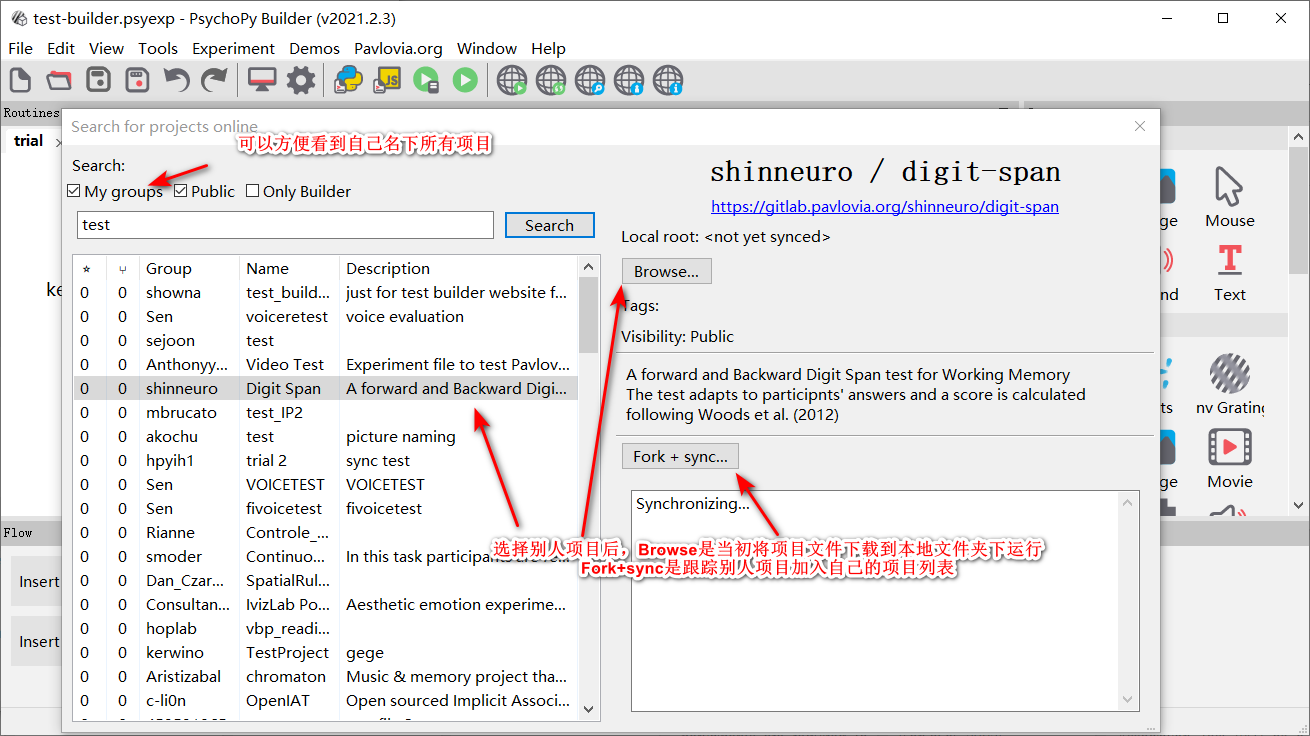 test-builder.psyexp - PsychoPy Builder (v2021.2.3)
File Edit View Tools Experiment Demos Pavlovia.org Window Help
Routines
trial
Search for projects online
可以方便看到自己名下所有项目
Search:
My groups Public Only Builder
test
Search
☆ ⑂ Group Name Description
0 0 showna test_build... just for test builder website f...
0 0 Sen voiceretest voice evaluation
0 0 sejoon test
0 0 Anthonyy... Video Test Experiment file to test Pavlov...
0 0 shinneuro Digit Span A forward and Backward Digi...
0 0 mbrucato test_IP2
0 0 akochu test picture naming
0 0 hpyih1 trial 2 sync test
0 0 Sen VOICETEST VOICETEST
0 0 Sen fivoicetest fivoicetest
0 0 Rianne Controle_...
0 0 smoder Continuo... In this task participants
0 0 Dan_Czar... SpatialRul...
0 0 Consultan... IvizLab Po... Aesthetic emotion experime...
0 0 hoplab vbp_readi...
0 0 kerwino TestProject gege
0 0 Aristizabal chromaton Music & memory project tha...
0 0 c-li0n OpenIAT Open sourced Implicit Associ...
shinneuro / digit-span
https://gitlab.pavlovia.org/shinneuro/digit-span
Local root: <not yet synced>
Browse...
Tags:
Visibility: Public
A forward and Backward Digit Span test for Working Memory
The test adapts to participnts' answers and a score is calculated
following Woods et al. (2012)
Fork + sync...
Synchronizing...
选择别人项目后，Browse是当初将项目文件下载到本地文件夹下运行
Fork+sync是跟踪别人项目加入自己的项目列表
ke
Flow
Insert
Insert
ge Mouse
nd Text
ts nv Grating
ge Movie